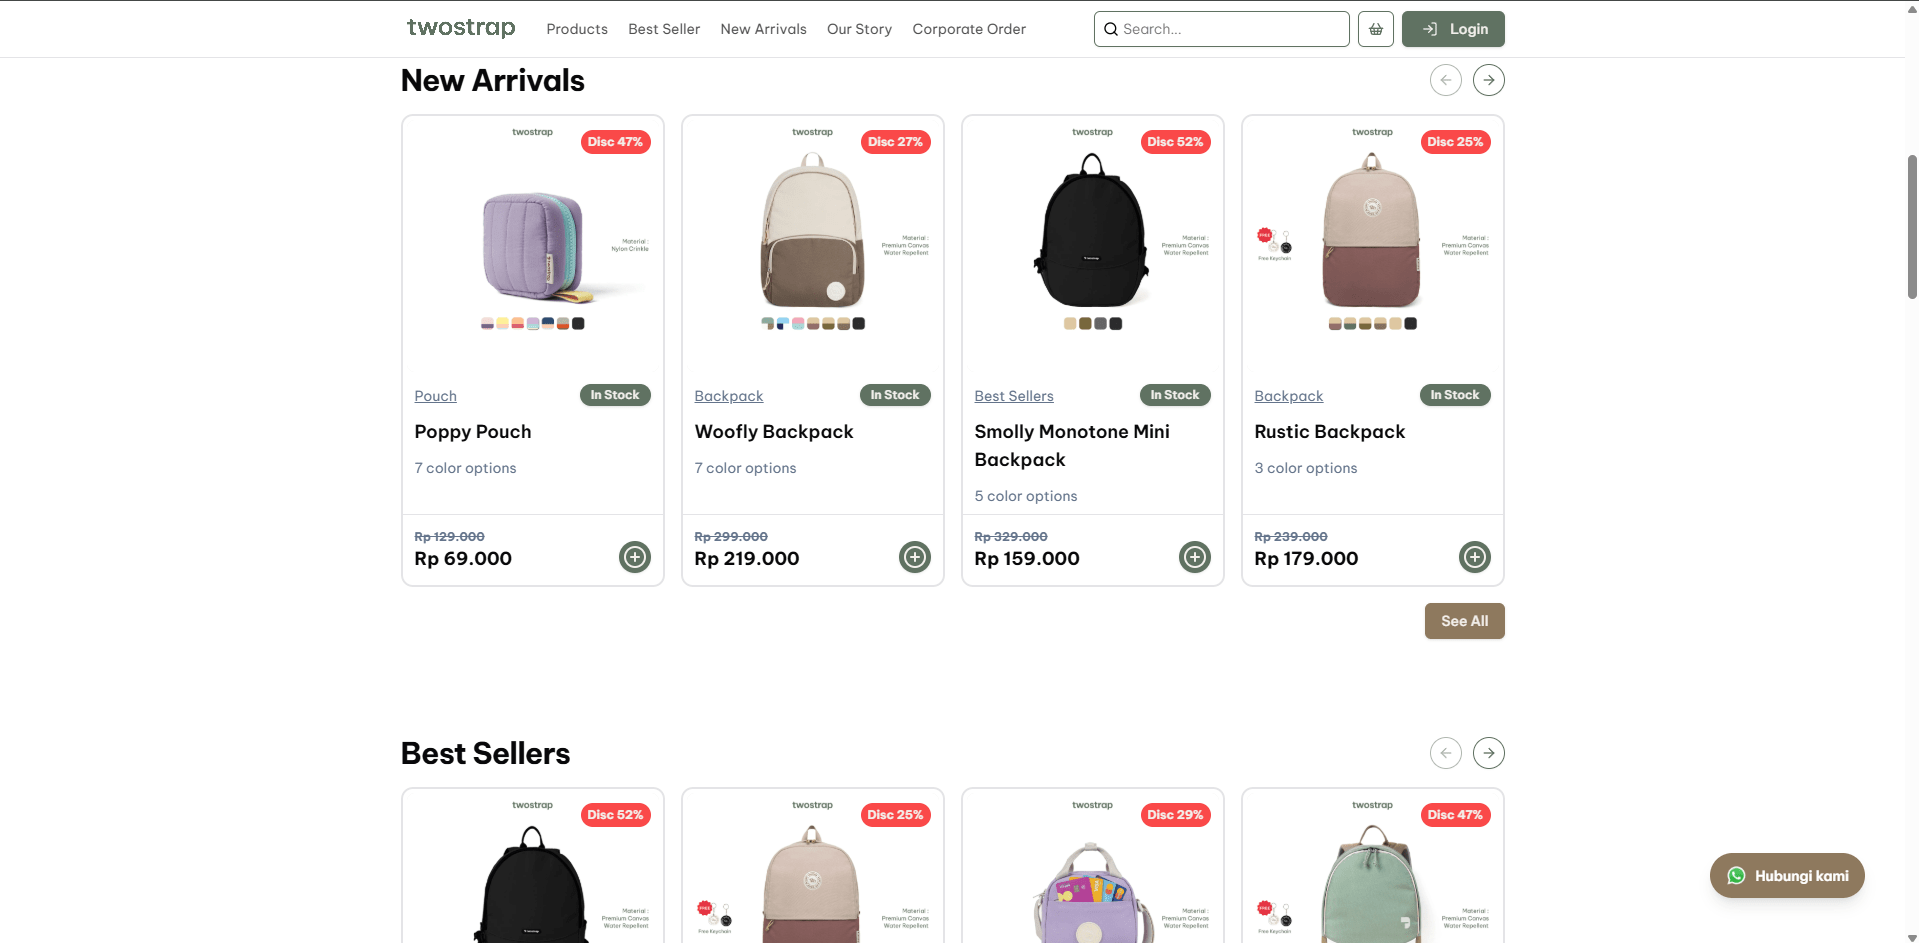 twostrap
Products
Best Seller
New Arrivals
Our Story
Corporate Order
Search...
Login
New Arrivals
twostrap
Disc 47%
Material :
Nylon Crinkle
Pouch
In Stock
Poppy Pouch
7 color options
Rp 129.000
Rp 69.000
twostrap
Disc 27%
Material :
Premium Canvas
Water Repellent
Backpack
In Stock
Woofly Backpack
7 color options
Rp 299.000
Rp 219.000
twostrap
Disc 52%
Material :
Premium Canvas
Water Repellent
Best Sellers
In Stock
Smolly Monotone Mini
Backpack
5 color options
Rp 329.000
Rp 159.000
twostrap
Disc 25%
FREE
Free Keychain
Material :
Premium Canvas
Water Repellent
Backpack
In Stock
Rustic Backpack
3 color options
Rp 239.000
Rp 179.000
See All
Best Sellers
twostrap
Disc 52%
Material :
Premium Canvas
Water Repellent
twostrap
Disc 25%
FREE
Free Keychain
Material :
Premium Canvas
Water Repellent
twostrap
Disc 29%
Material :
Premium Canvas
Water Repellent
twostrap
Disc 47%
FREE
Free Keychain
Material :
Premium Canvas
Water Repellent
Hubungi kami